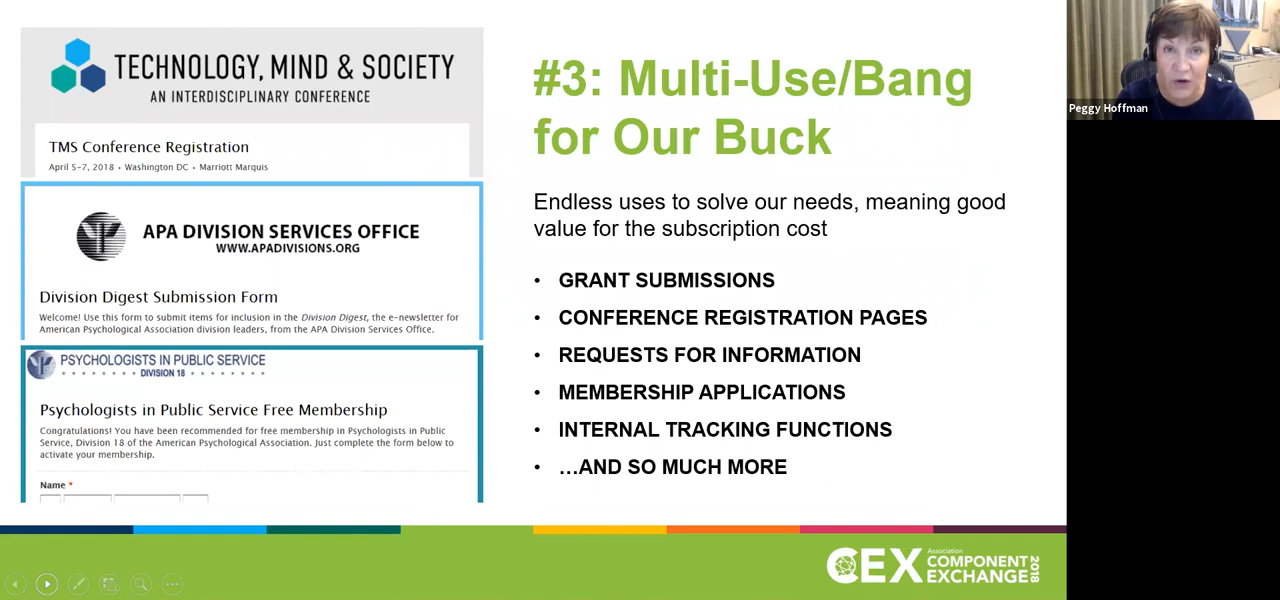 TECHNOLOGY, MIND & SOCIETY
AN INTERDISCIPLINARY CONFERENCE
TMS Conference Registration
April 5-7, 2018 • Washington DC • Marriott Marquis
APA DIVISION SERVICES OFFICE
WWW.APADIVISIONS.ORG
Division Digest Submission Form
Welcome! Use this form to submit items for inclusion in the Division Digest, the e-newsletter for
American Psychological Association division leaders, from the APA Division Services Office.
PSYCHOLOGISTS IN PUBLIC SERVICE
DIVISION 18
Psychologists in Public Service Free Membership
Congratulations! You have been recommended for free membership in Psychologists in Public
Service, Division 18 of the American Psychological Association. Just complete the form below to
activate your membership.
Name *
#3: Multi-Use/Bang
for Our Buck
Endless uses to solve our needs, meaning good
value for the subscription cost
• GRANT SUBMISSIONS
• CONFERENCE REGISTRATION PAGES
• REQUESTS FOR INFORMATION
• MEMBERSHIP APPLICATIONS
• INTERNAL TRACKING FUNCTIONS
• …AND SO MUCH MORE
Peggy Hoffman
CEX
Association
COMPONENT
EXCHANGE
2018